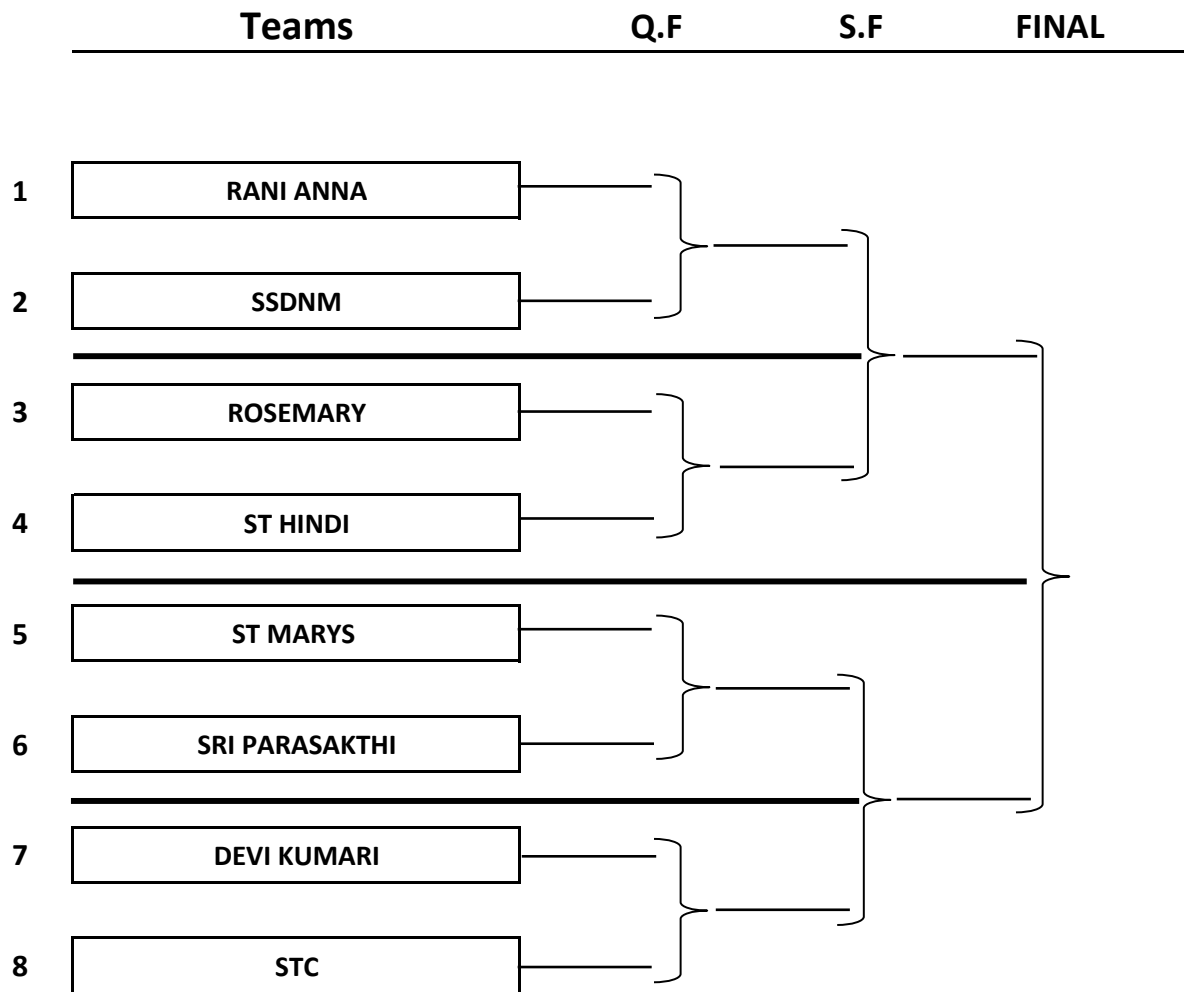 Teams Q.F S.F FINAL
1 RANI ANNA
2 SSDNM
3 ROSEMARY
4 ST HINDI
5 ST MARYS
6 SRI PARASAKTHI
7 DEVI KUMARI
8 STC